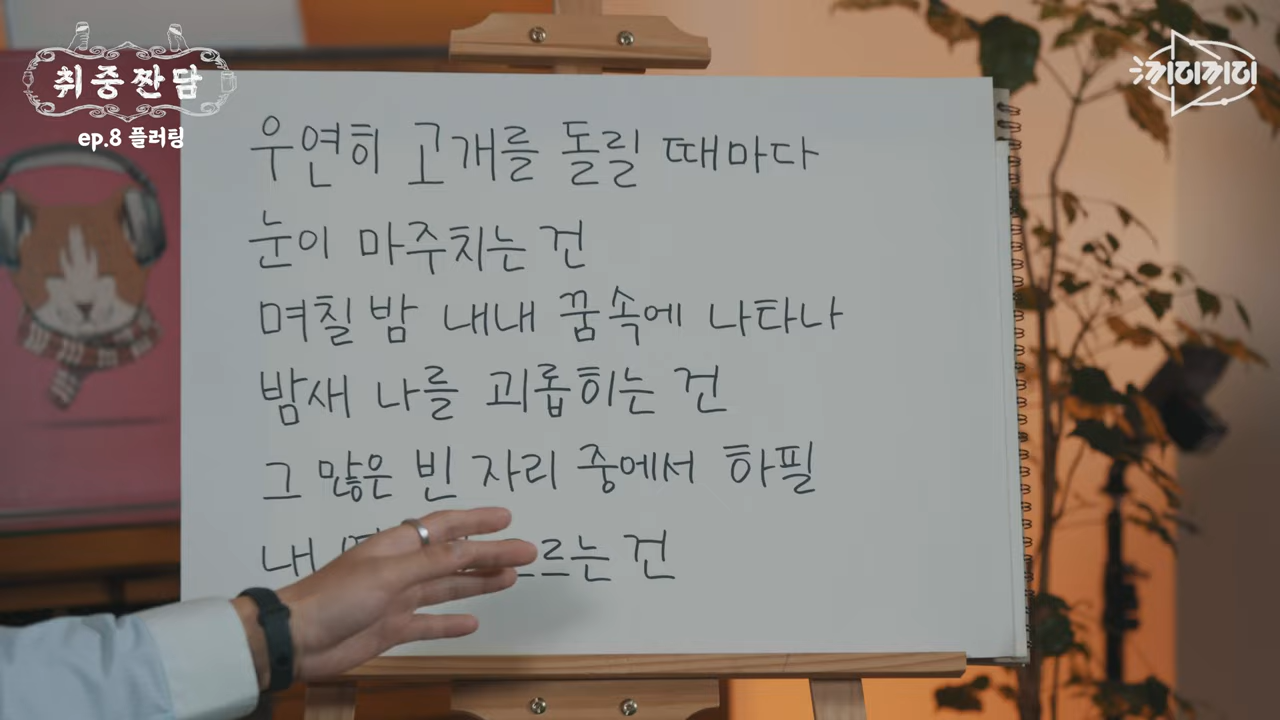 취중짠담
ep.8 플러팅
끼리끼리
우연히 고개를 돌릴 때마다
눈이 마주치는 건
며칠 밤 내내 꿈속에 나타나
밤새 나를 괴롭히는 건
그 많은 빈 자리 중에서 하필
내 건